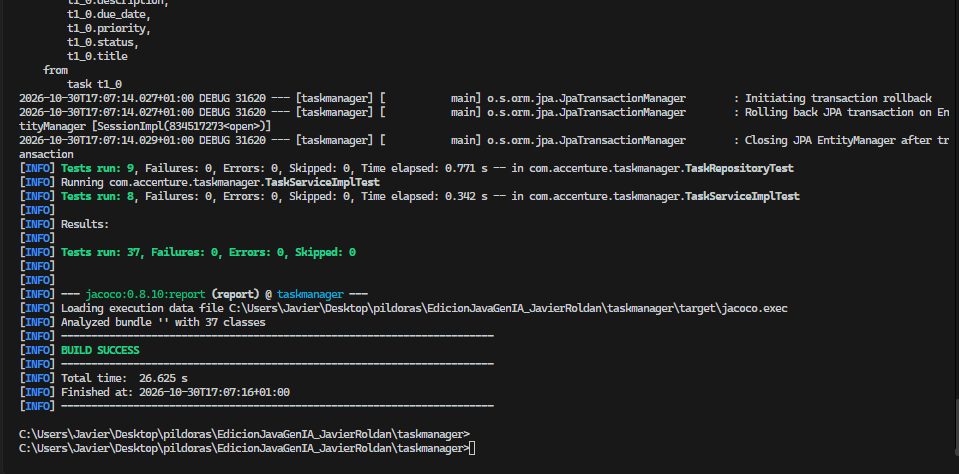 t1_0.description,
t1_0.due_date,
t1_0.priority,
t1_0.status,
t1_0.title
from
task t1_0
2026-10-30T17:07:14.027+01:00 DEBUG 31620 --- [taskmanager] [           main] o.s.orm.jpa.JpaTransactionManager        : Initiating transaction rollback
2026-10-30T17:07:14.027+01:00 DEBUG 31620 --- [taskmanager] [           main] o.s.orm.jpa.JpaTransactionManager        : Rolling back JPA transaction on En
tityManager [SessionImpl(834517273<open>)]
2026-10-30T17:07:14.029+01:00 DEBUG 31620 --- [taskmanager] [           main] o.s.orm.jpa.JpaTransactionManager        : Closing JPA EntityManager after tr
ansaction
[INFO] Tests run: 9, Failures: 0, Errors: 0, Skipped: 0, Time elapsed: 0.771 s -- in com.accenture.taskmanager.TaskRepositoryTest
[INFO] Running com.accenture.taskmanager.TaskServiceImplTest
[INFO] Tests run: 8, Failures: 0, Errors: 0, Skipped: 0, Time elapsed: 0.342 s -- in com.accenture.taskmanager.TaskServiceImplTest
[INFO]
[INFO] Results:
[INFO]
[INFO] Tests run: 37, Failures: 0, Errors: 0, Skipped: 0
[INFO]
[INFO]
[INFO] --- jacoco:0.8.10:report (report) @ taskmanager ---
[INFO] Loading execution data file C:\Users\Javier\Desktop\pildoras\EdicionJavaGenIA_JavierRoldan\taskmanager\target\jacoco.exec
[INFO] Analyzed bundle '' with 37 classes
[INFO] ------------------------------------------------------------------------
[INFO] BUILD SUCCESS
[INFO] ------------------------------------------------------------------------
[INFO] Total time:  26.625 s
[INFO] Finished at: 2026-10-30T17:07:16+01:00
[INFO] ------------------------------------------------------------------------
C:\Users\Javier\Desktop\pildoras\EdicionJavaGenIA_JavierRoldan\taskmanager>
C:\Users\Javier\Desktop\pildoras\EdicionJavaGenIA_JavierRoldan\taskmanager>